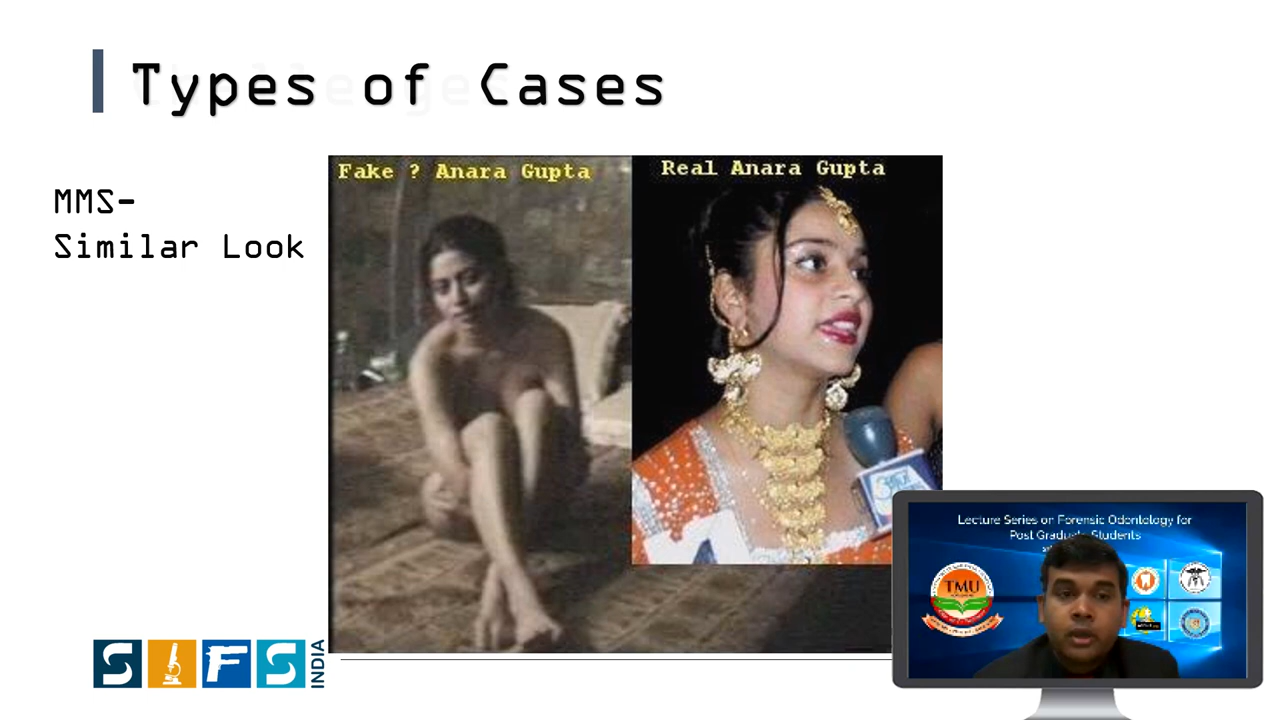 Types of Cases
MMS-
Similar Look
Fake ? Anara Gupta
Real Anara Gupta
Lecture Series on Forensic Odontology for
Post Graduate Students
TMU
SIFS
INDIA